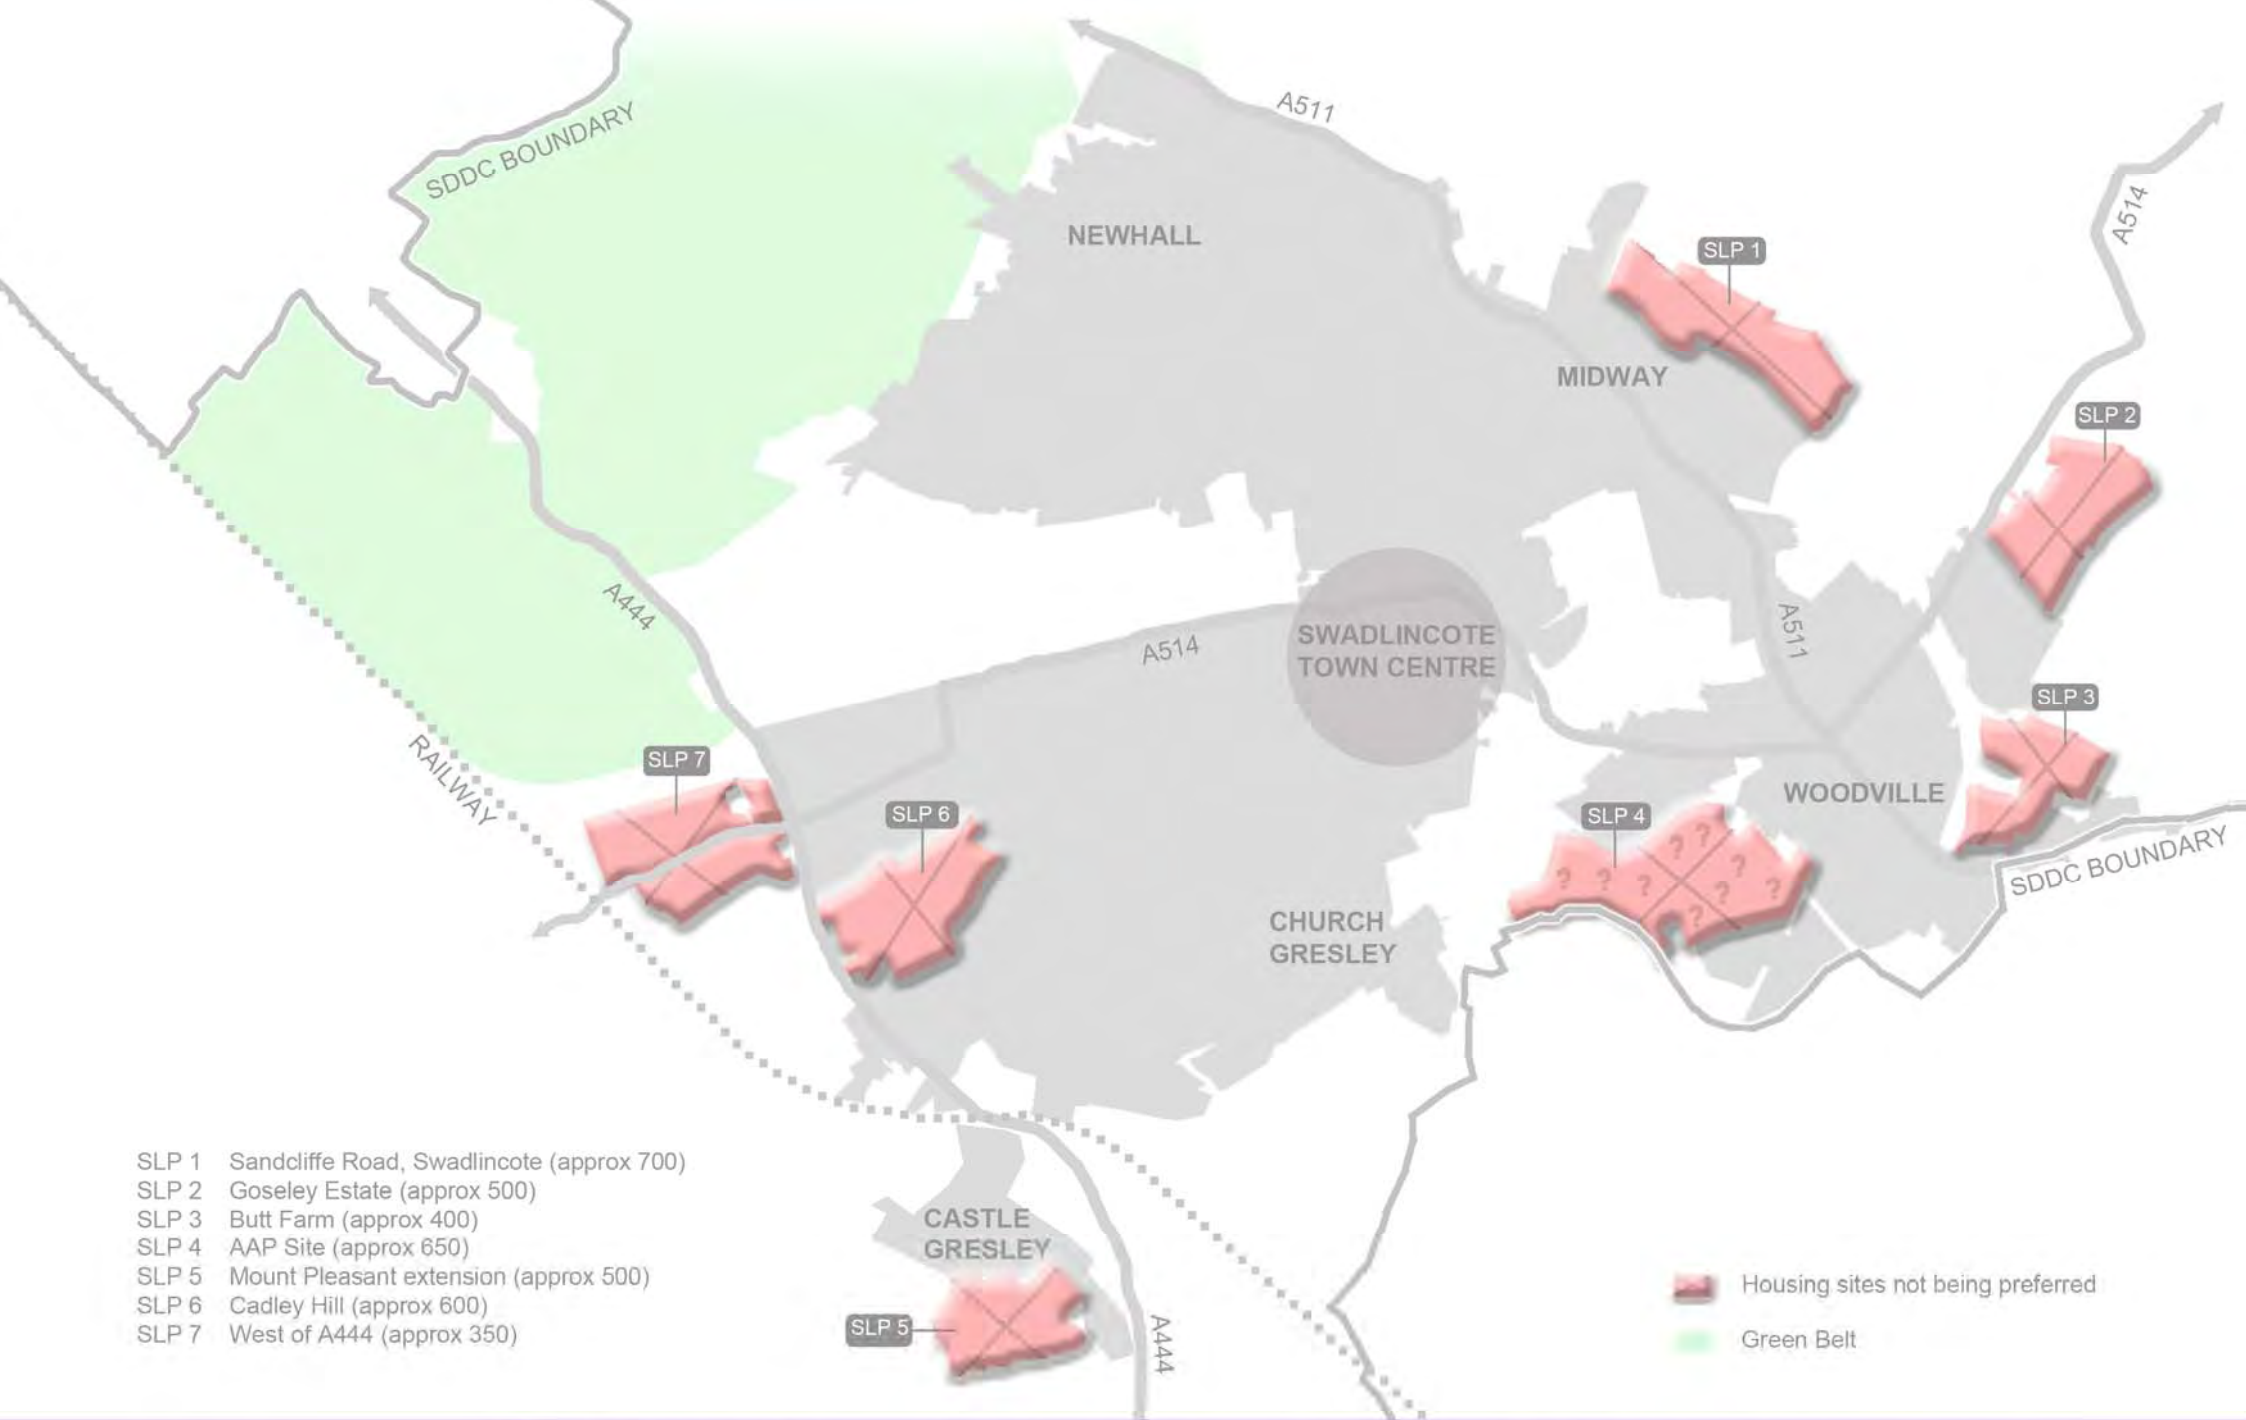 A511
SDDC BOUNDARY
A514
NEWHALL
SLP 1
MIDWAY
SLP 2
A444
A511
SWADLINCOTE
TOWN CENTRE
A514
SLP 3
RAILWAY
SLP 7
WOODVILLE
SLP 6
SLP 4
? ? ? ? ? ? ? ? ?
SDDC BOUNDARY
CHURCH
GRESLEY
CASTLE
GRESLEY
SLP 5
A444
SLP 1 Sandcliffe Road, Swadlincote (approx 700)
SLP 2 Goseley Estate (approx 500)
SLP 3 Butt Farm (approx 400)
SLP 4 AAP Site (approx 650)
SLP 5 Mount Pleasant extension (approx 500)
SLP 6 Cadley Hill (approx 600)
SLP 7 West of A444 (approx 350)
Housing sites not being preferred
Green Belt